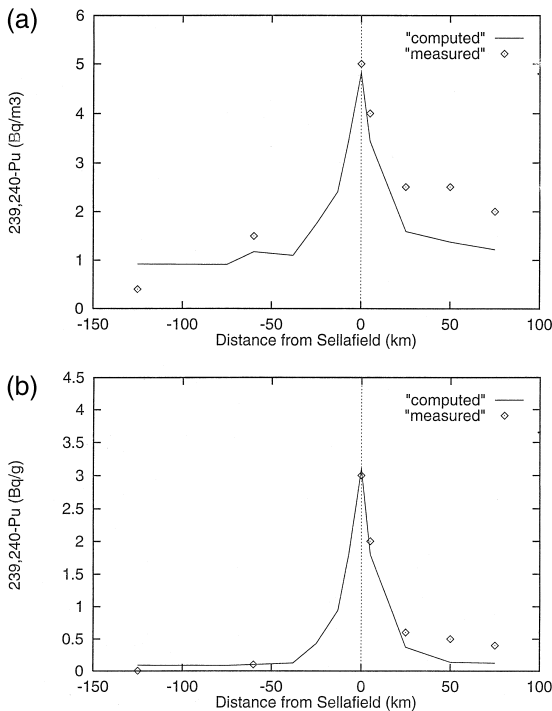 (a)
6
5
4
3
2
1
0
239,240-Pu (Bq/m3)
"computed"
"measured"
-150 -100 -50 0 50 100
Distance from Sellafield (km)
(b)
4.5
4
3.5
3
2.5
2
1.5
1
0.5
0
239,240-Pu (Bq/g)
"computed"
"measured"
-150 -100 -50 0 50 100
Distance from Sellafield (km)